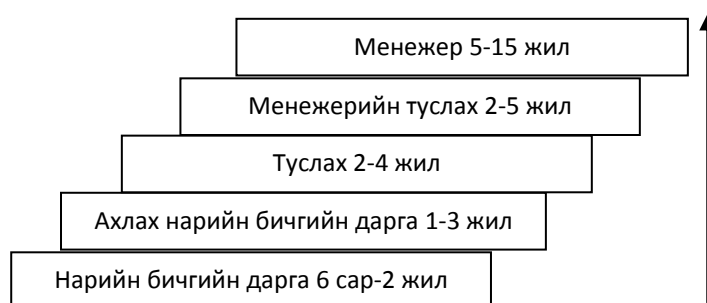 Менежер 5-15 жил
Менежерийн туслах 2-5 жил
Туслах 2-4 жил
Ахлах нарийн бичгийн дарга 1-3 жил
Нарийн бичгийн дарга 6 сар-2 жил